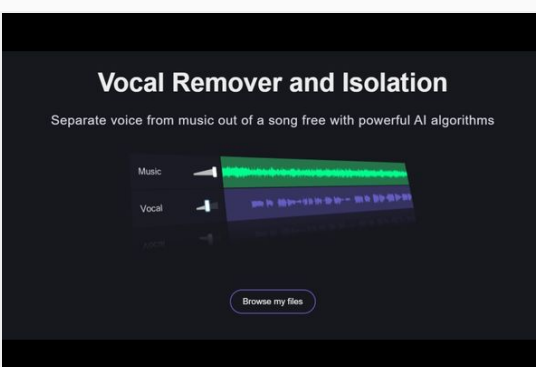 Vocal Remover and Isolation
Separate voice from music out of a song free with powerful AI algorithms
Music
Vocal
Browse my files